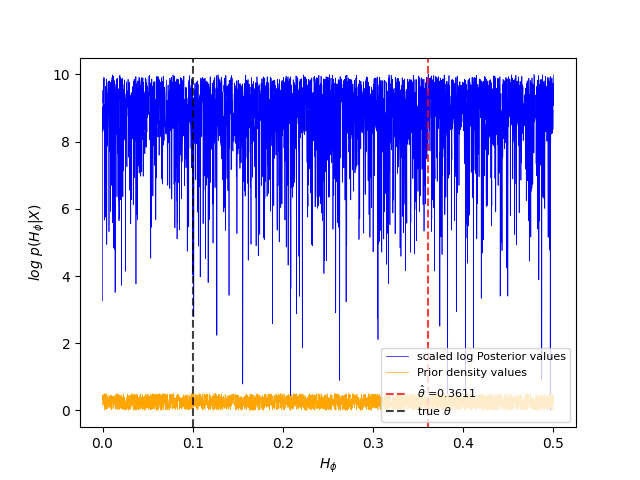 10
8
6
4
2
0
log p(H_ϕ|X)
scaled log Posterior values
Prior density values
θ̂ =0.3611
true θ
0.0 0.1 0.2 0.3 0.4 0.5
H_ϕ